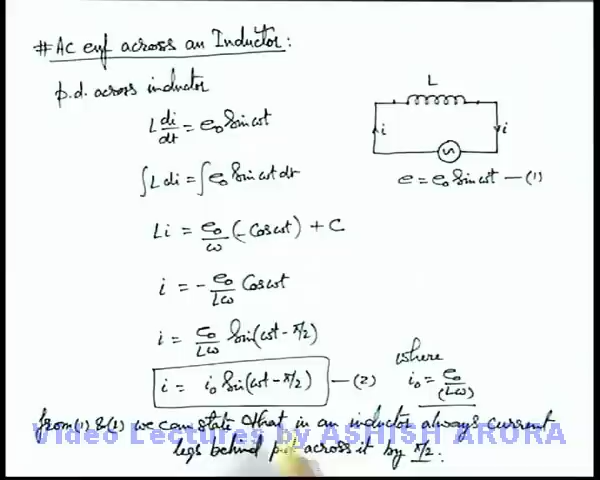 # AC emf across an Inductor:
p.d. across inductor
L
L di/dt = e₀ Sin ωt
i
i
∫ L di = ∫ e₀ Sin ωt dt
e = e₀ Sin ωt — (1)
Li = e₀/ω (-Cos ωt) + C
i = - e₀/Lω Cos ωt
i = e₀/Lω Sin(ωt - π/2)
where
i = i₀ Sin(ωt - π/2) — (2)
i₀ = e₀/(Lω)
from (1) & (2) we can state that in an inductor always current
Video Lectures by ASHISH ARORA
legs behind across it by π/2.